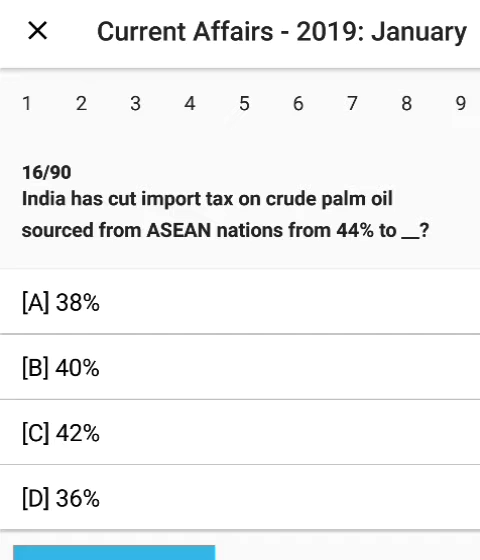 × Current Affairs - 2019: January
1 2 3 4 5 6 7 8 9
16/90
India has cut import tax on crude palm oil
sourced from ASEAN nations from 44% to __?
[A] 38%
[B] 40%
[C] 42%
[D] 36%